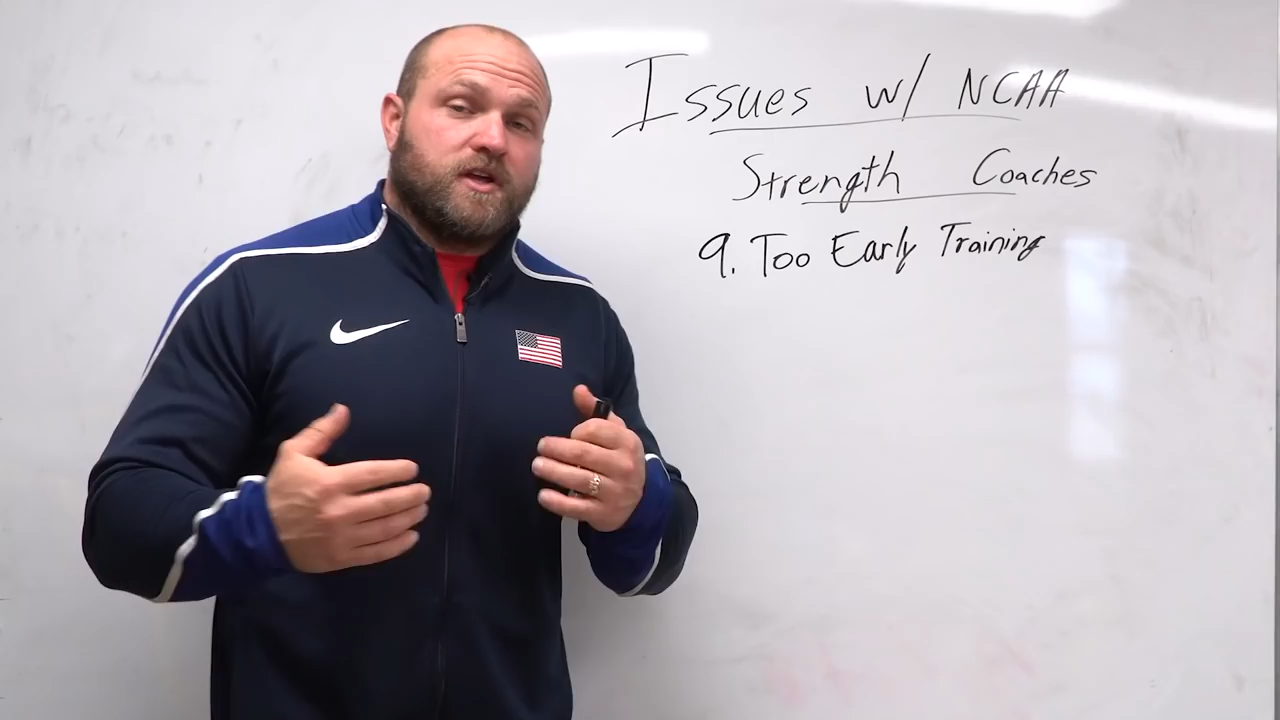 Issues w/ NCAA
Strength Coaches
9. Too Early Training